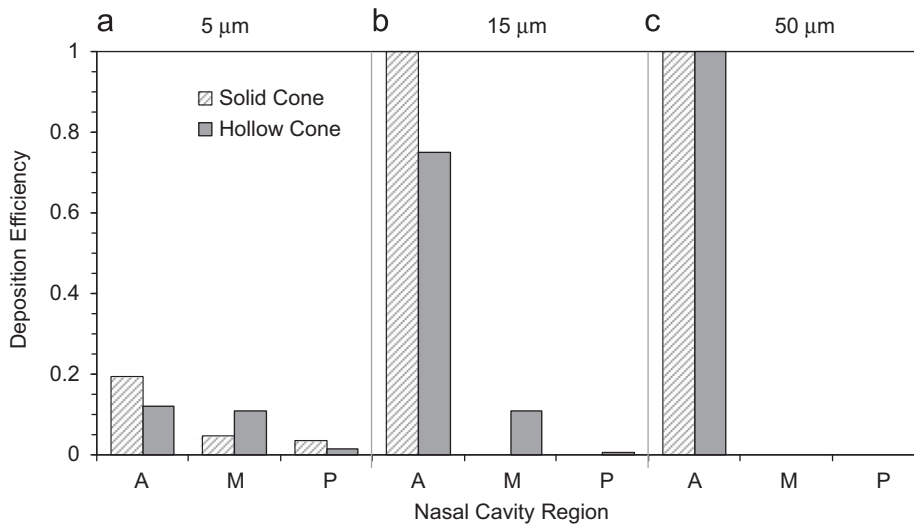 a 5 μm b 15 μm c 50 μm
1
0.8
0.6
0.4
0.2
0
Deposition Efficiency
Solid Cone
Hollow Cone
A M P A M P A M P
Nasal Cavity Region